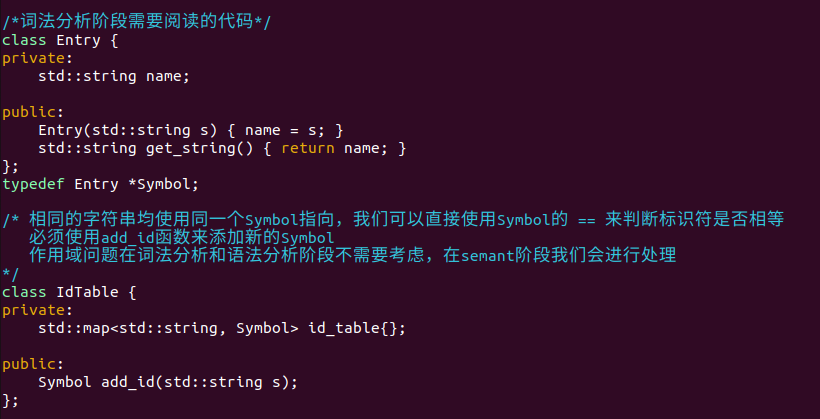 /*词法分析阶段需要阅读的代码*/
class Entry {
private:
    std::string name;

public:
    Entry(std::string s) { name = s; }
    std::string get_string() { return name; }
};
typedef Entry *Symbol;

/* 相同的字符串均使用同一个Symbol指向，我们可以直接使用Symbol的 == 来判断标识符是否相等
   必须使用add_id函数来添加新的Symbol
   作用域问题在词法分析和语法分析阶段不需要考虑，在semant阶段我们会进行处理
*/
class IdTable {
private:
    std::map<std::string, Symbol> id_table{};

public:
    Symbol add_id(std::string s);
};